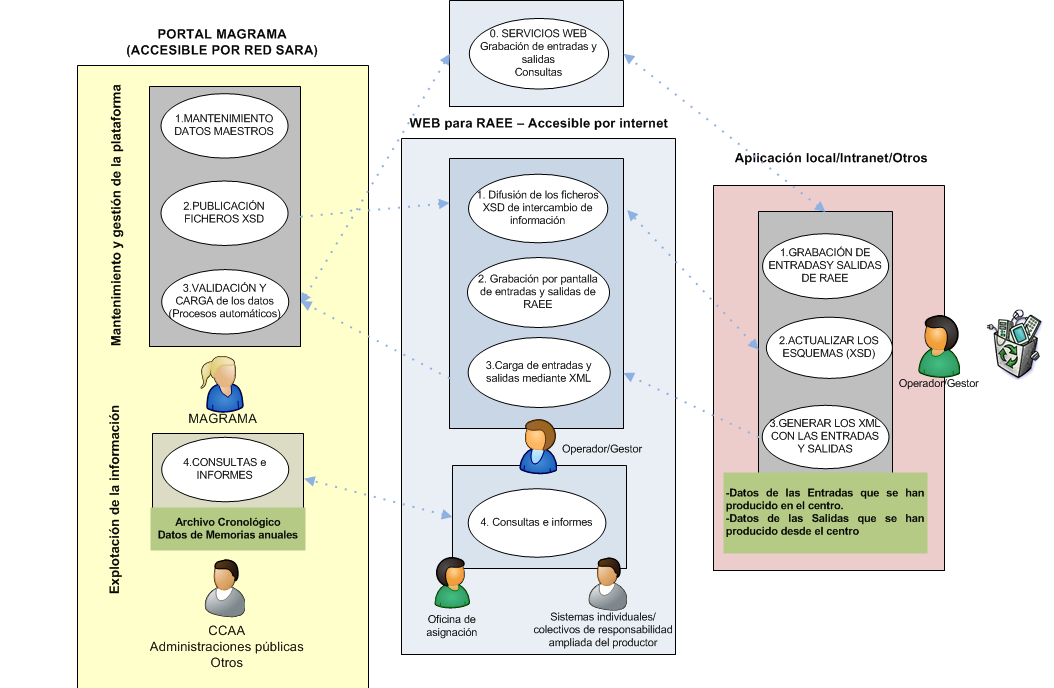 PORTAL MAGRAMA
(ACCESIBLE POR RED SARA)
Mantenimiento y gestión de la plataforma
1.MANTENIMIENTO
DATOS MAESTROS
2.PUBLICACIÓN
FICHEROS XSD
3.VALIDACIÓN Y
CARGA de los datos
(Procesos automáticos)
MAGRAMA
Explotación de la información
4.CONSULTAS e
INFORMES
Archivo Cronológico
Datos de Memorias anuales
CCAA
Administraciones públicas
Otros
0. SERVICIOS WEB
Grabación de entradas y
salidas
Consultas
WEB para RAEE – Accesible por internet
1. Difusión de los ficheros
XSD de intercambio de
información
2. Grabación por pantalla
de entradas y salidas de
RAEE
3.Carga de entradas y
salidas mediante XML
Operador/Gestor
4. Consultas e informes
Oficina de
asignación
Sistemas individuales/
colectivos de responsabilidad
ampliada del productor
Aplicación local/Intranet/Otros
1.GRABACIÓN DE
ENTRADASY SALIDAS
DE RAEE
2.ACTUALIZAR LOS
ESQUEMAS (XSD)
3.GENERAR LOS XML
CON LAS ENTRADAS
Y SALIDAS
-Datos de las Entradas que se han
producido en el centro.
-Datos de las Salidas que se han
producido desde el centro
Operador/Gestor